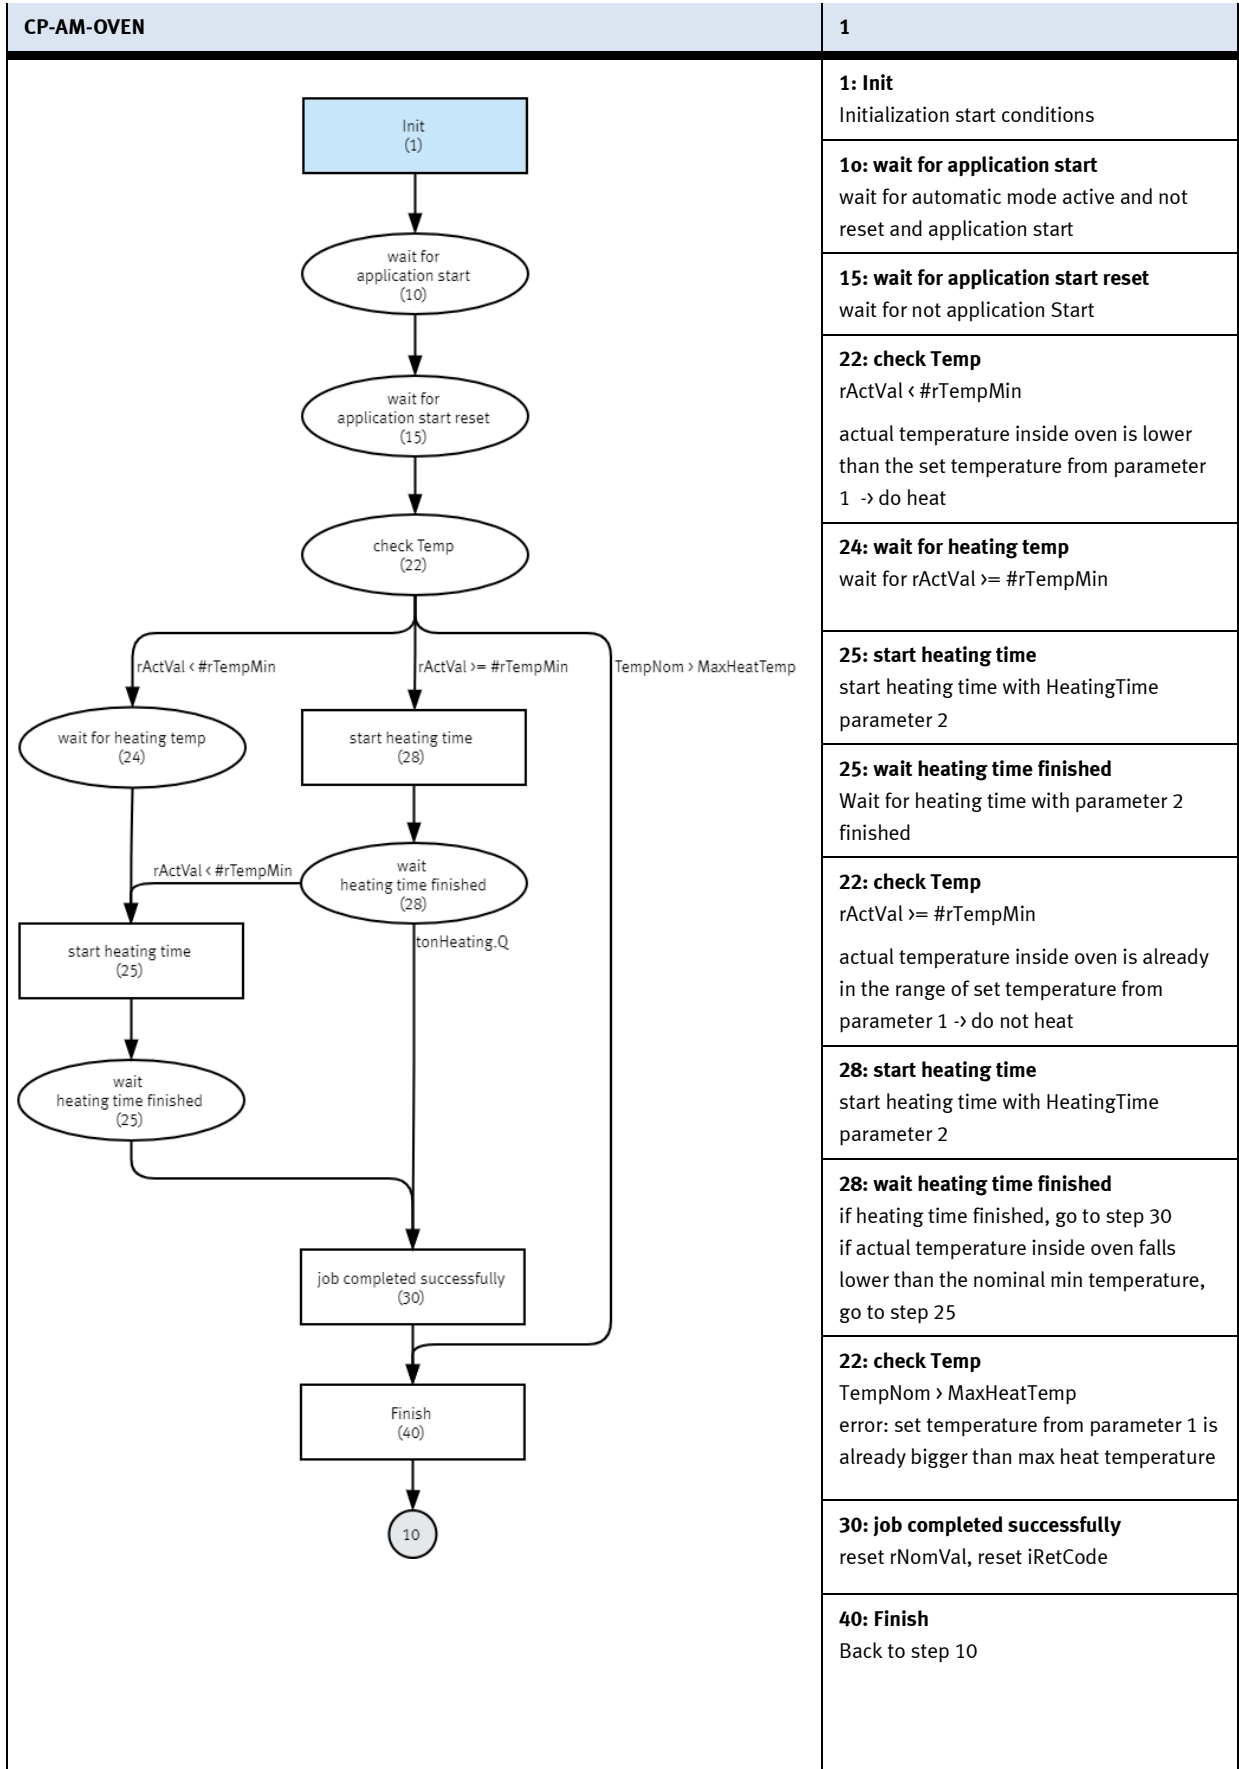 CP-AM-OVEN
1
Init
(1)
wait for
application start
(10)
wait for
application start reset
(15)
check Temp
(22)
rActVal < #rTempMin
rActVal >= #rTempMin
TempNom > MaxHeatTemp
wait for heating temp
(24)
start heating time
(28)
rActVal < #rTempMin
wait
heating time finished
(28)
tonHeating.Q
start heating time
(25)
wait
heating time finished
(25)
job completed successfully
(30)
Finish
(40)
10
1: Init
Initialization start conditions
1o: wait for application start
wait for automatic mode active and not
reset and application start
15: wait for application start reset
wait for not application Start
22: check Temp
rActVal < #rTempMin
actual temperature inside oven is lower
than the set temperature from parameter
1 -> do heat
24: wait for heating temp
wait for rActVal >= #rTempMin
25: start heating time
start heating time with HeatingTime
parameter 2
25: wait heating time finished
Wait for heating time with parameter 2
finished
22: check Temp
rActVal >= #rTempMin
actual temperature inside oven is already
in the range of set temperature from
parameter 1 -> do not heat
28: start heating time
start heating time with HeatingTime
parameter 2
28: wait heating time finished
if heating time finished, go to step 30
if actual temperature inside oven falls
lower than the nominal min temperature,
go to step 25
22: check Temp
TempNom > MaxHeatTemp
error: set temperature from parameter 1 is
already bigger than max heat temperature
30: job completed successfully
reset rNomVal, reset iRetCode
40: Finish
Back to step 10